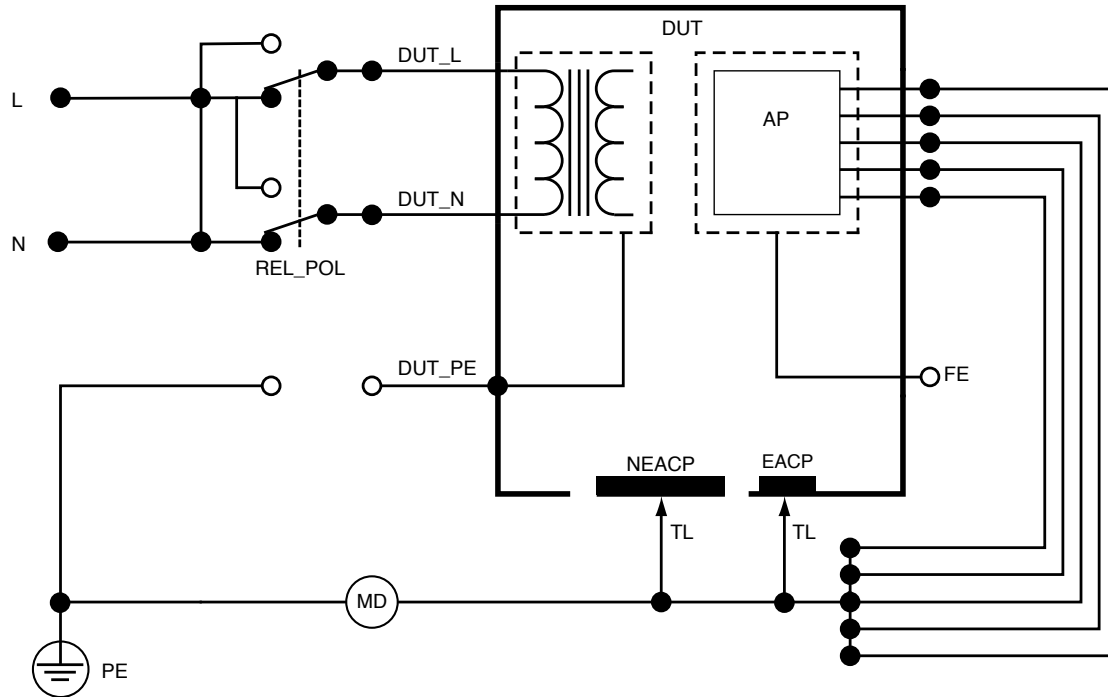 DUT
DUT_L
L
AP
DUT_N
N
REL_POL
DUT_PE
FE
NEACP
EACP
TL
TL
MD
PE